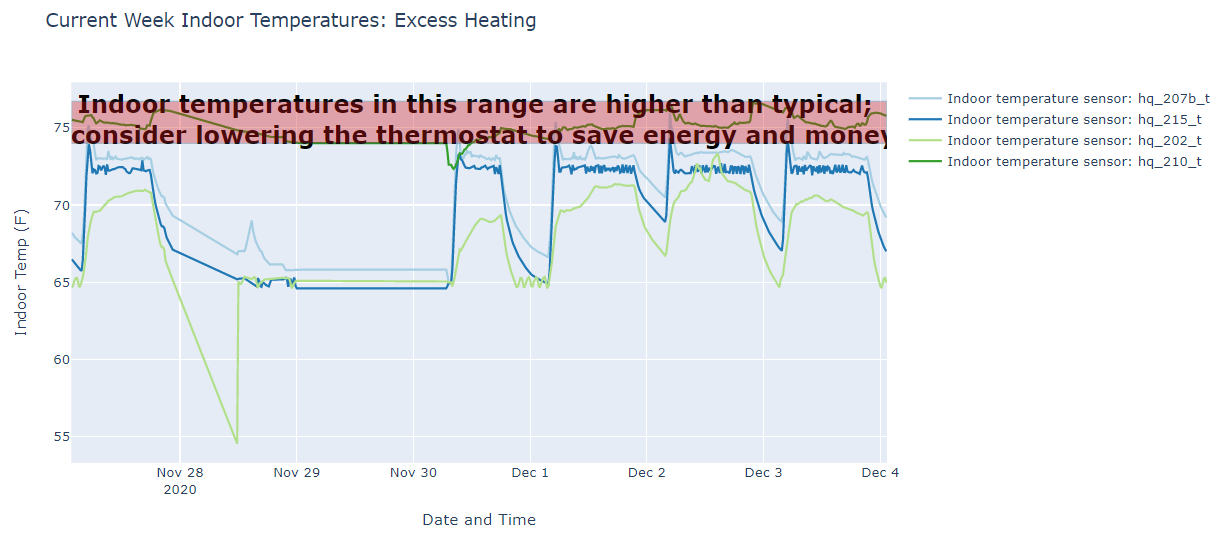 Current Week Indoor Temperatures: Excess Heating
Indoor temperatures in this range are higher than typical;
consider lowering the thermostat to save energy and money
Indoor temperature sensor: hq_207b_t
Indoor temperature sensor: hq_215_t
Indoor temperature sensor: hq_202_t
Indoor temperature sensor: hq_210_t
Indoor Temp (F)
75
70
65
60
55
Nov 28
2020
Nov 29
Nov 30
Dec 1
Dec 2
Dec 3
Dec 4
Date and Time